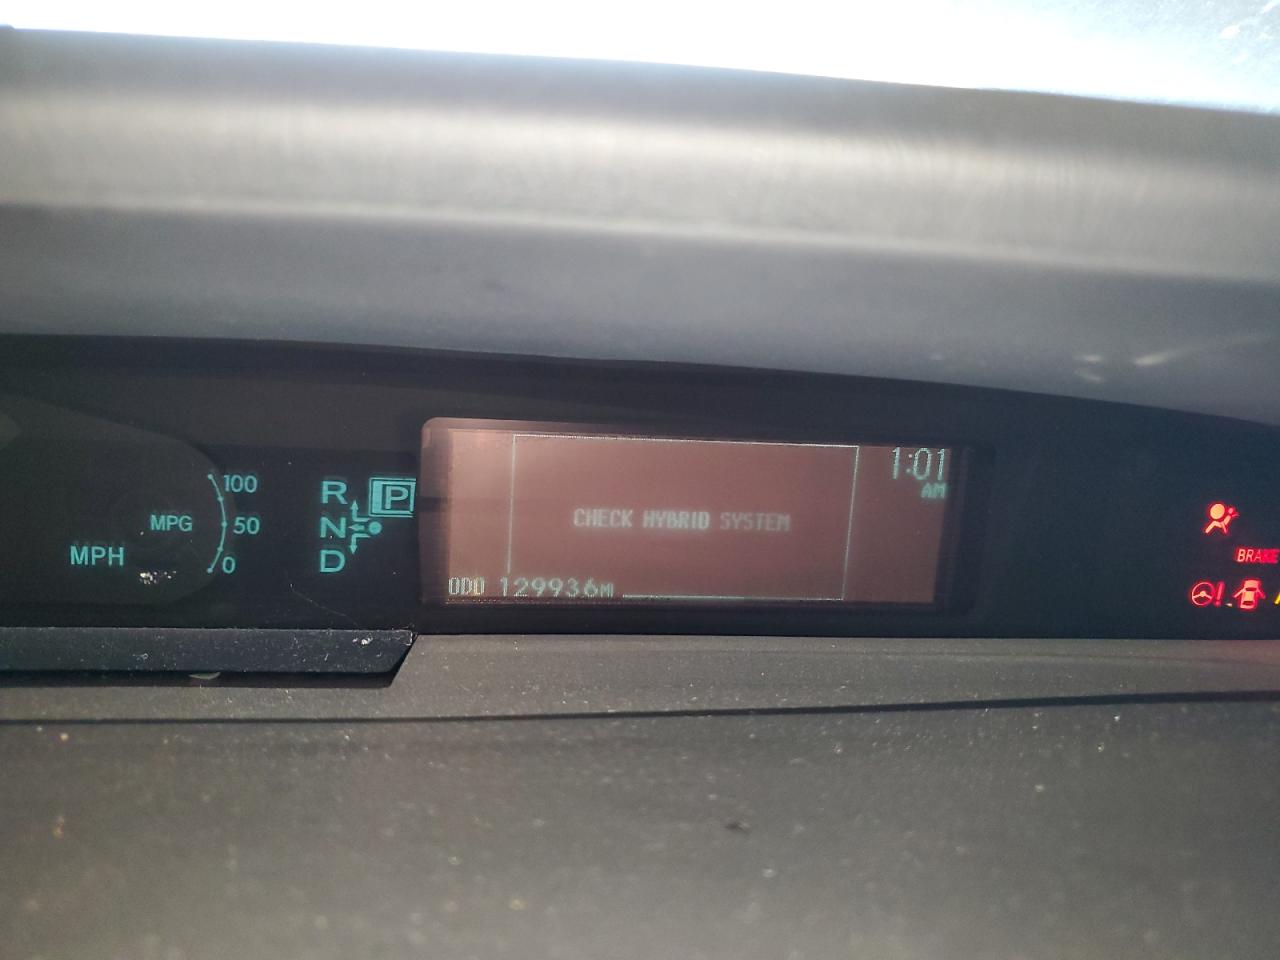 100
MPG 50
MPH 0
R P
N
D
CHECK HYBRID SYSTEM
1:01
AM
ODO 129936MI
BRAKE
!